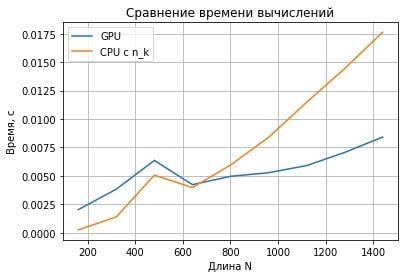 Сравнение времени вычислений
GPU
CPU с n_k
Время, с
0.0175
0.0150
0.0125
0.0100
0.0075
0.0050
0.0025
0.0000
200 400 600 800 1000 1200 1400
Длина N